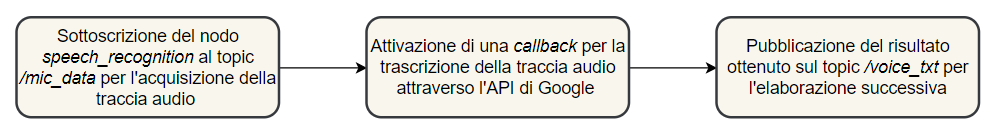 Sottoscrizione del nodo
speech_recognition al topic
/mic_data per l'acquisizione della
traccia audio
Attivazione di una callback per la
trascrizione della traccia audio
attraverso l'API di Google
Pubblicazione del risultato
ottenuto sul topic /voice_txt per
l'elaborazione successiva